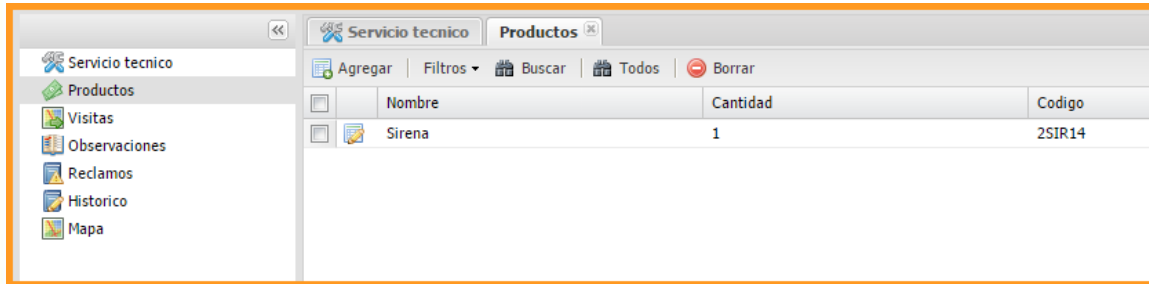 Servicio tecnico
Productos
Visitas
Observaciones
Reclamos
Historico
Mapa
Servicio tecnico Productos
Agregar Filtros Buscar Todos Borrar
Nombre Cantidad Codigo
Sirena 1 2SIR14